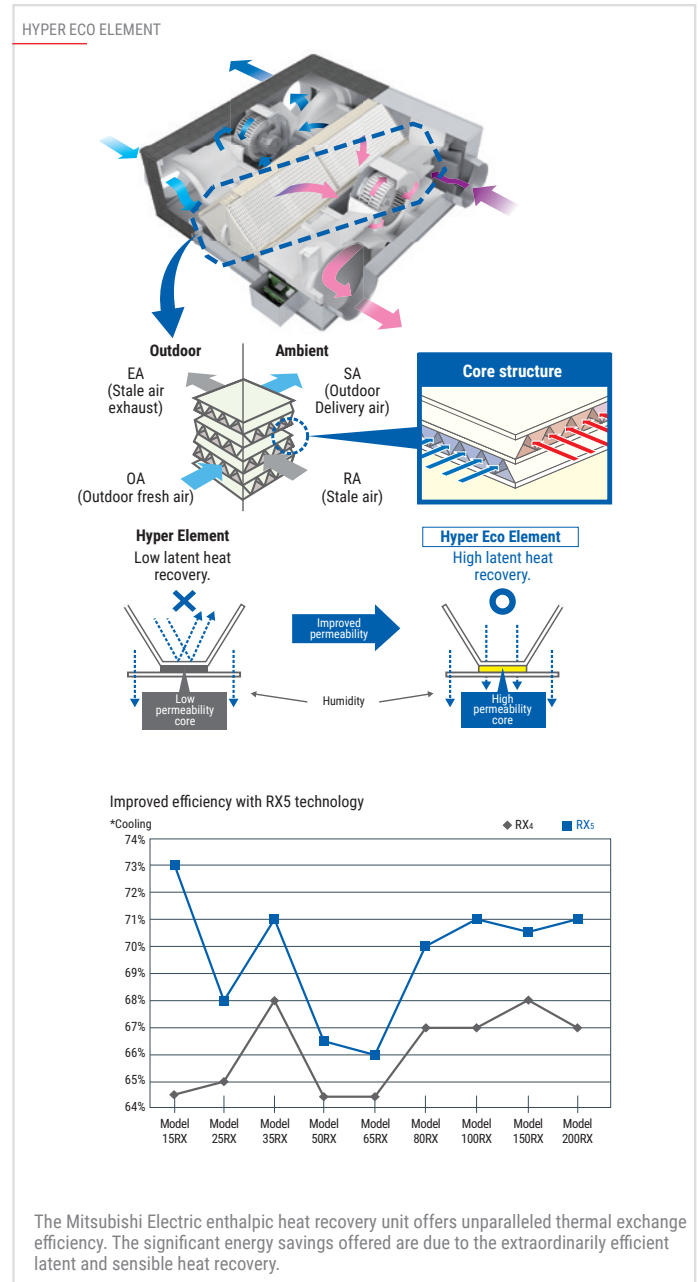 HYPER ECO ELEMENT
Outdoor
Ambient
EA
(Stale air
exhaust)
SA
(Outdoor
Delivery air)
Core structure
OA
(Outdoor fresh air)
RA
(Stale air)
Hyper Element
Low latent heat
recovery.
Hyper Eco Element
High latent heat
recovery.
Improved
permeability
Low
permeability
core
Humidity
High
permeability
core
Improved efficiency with RX5 technology
*Cooling
RX4
RX5
74%
73%
72%
71%
70%
69%
68%
67%
66%
65%
64%
Model
15RX
Model
25RX
Model
35RX
Model
50RX
Model
65RX
Model
80RX
Model
100RX
Model
150RX
Model
200RX
The Mitsubishi Electric enthalpic heat recovery unit offers unparalleled thermal exchange
efficiency. The significant energy savings offered are due to the extraordinarily efficient
latent and sensible heat recovery.